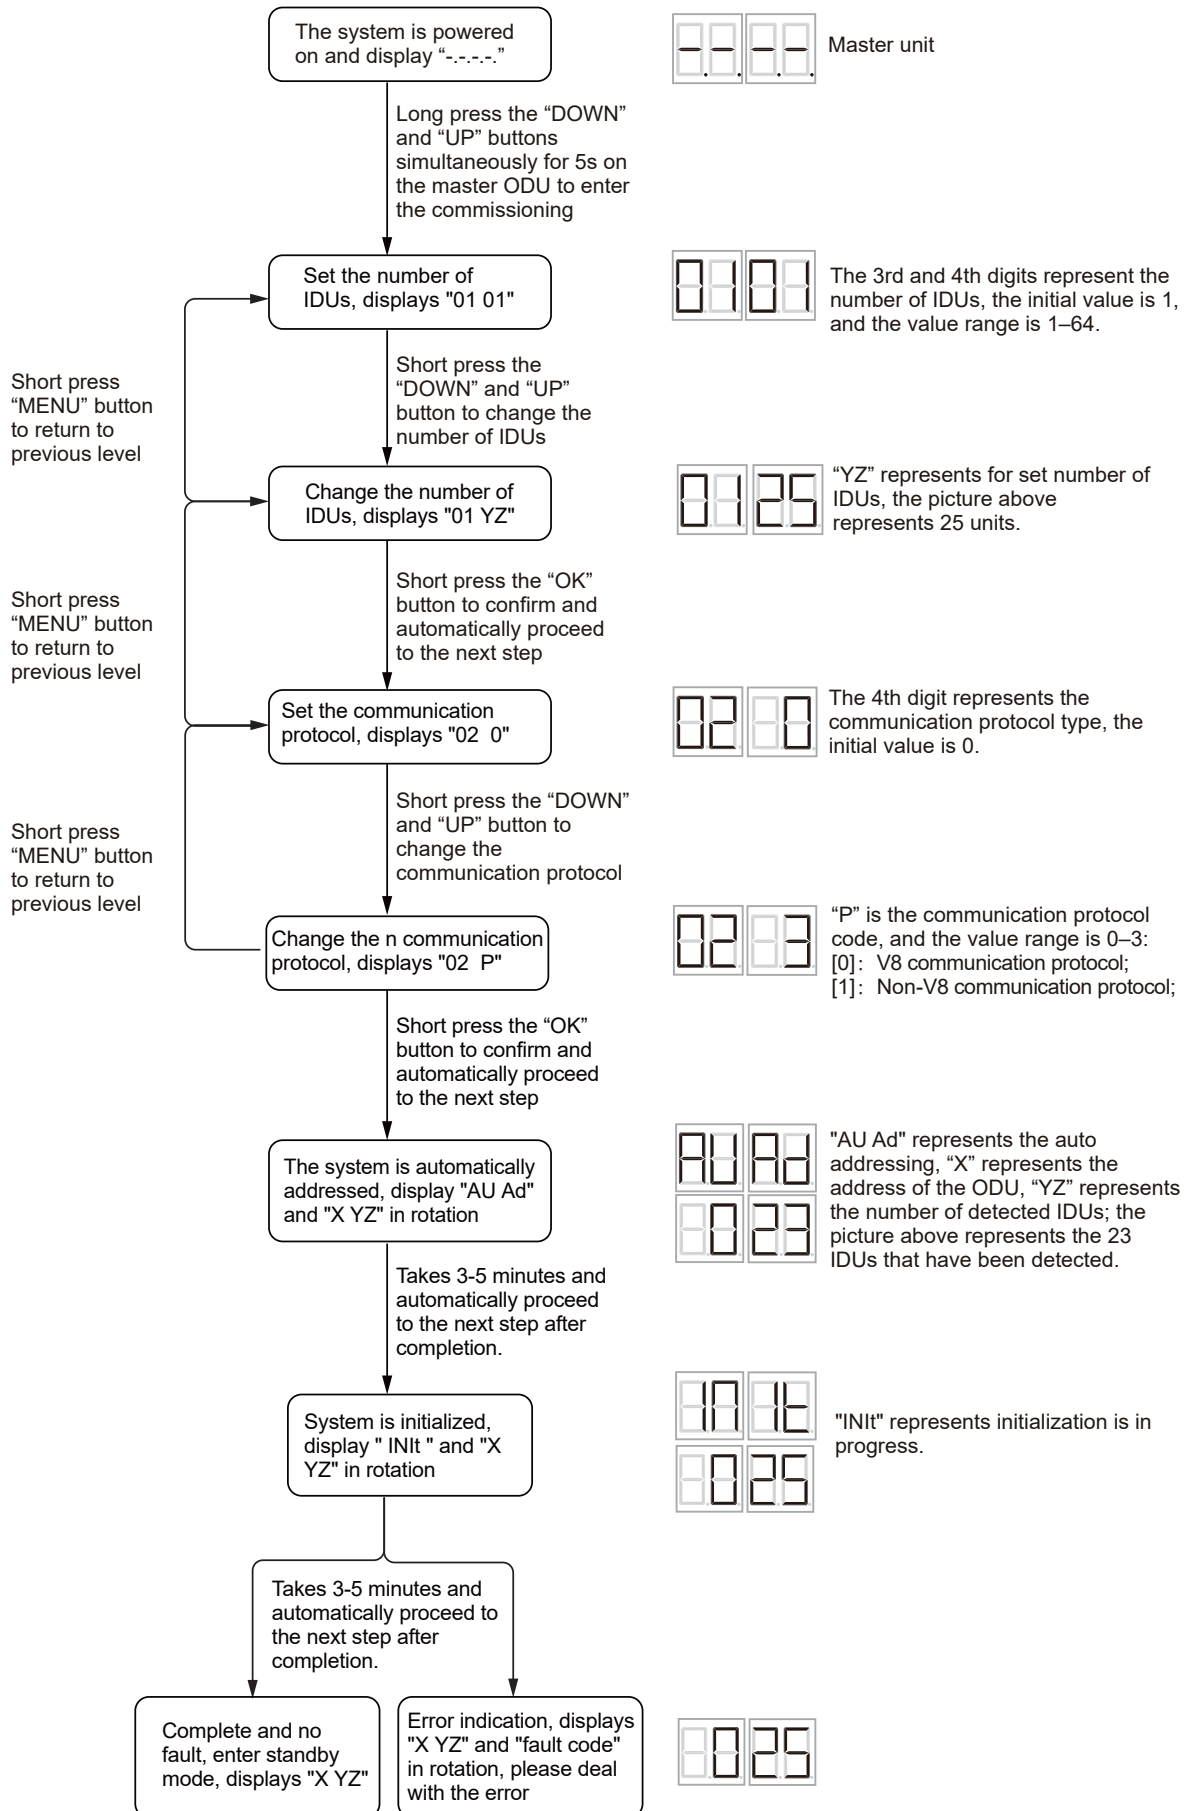 The system is powered
on and display “-.-.-.-.”
-.-.-.-.
Master unit
Long press the “DOWN”
and “UP” buttons
simultaneously for 5s on
the master ODU to enter
the commissioning
Set the number of
IDUs, displays "01 01"
0101
The 3rd and 4th digits represent the
number of IDUs, the initial value is 1,
and the value range is 1–64.
Short press
“MENU” button
to return to
previous level
Short press the
“DOWN” and “UP”
button to change the
number of IDUs
Change the number of
IDUs, displays "01 YZ"
0125
“YZ” represents for set number of
IDUs, the picture above
represents 25 units.
Short press
“MENU” button
to return to
previous level
Short press the “OK”
button to confirm and
automatically proceed
to the next step
Set the communication
protocol, displays "02  0"
02 0
The 4th digit represents the
communication protocol type, the
initial value is 0.
Short press
“MENU” button
to return to
previous level
Short press the “DOWN”
and “UP” button to
change the
communication protocol
Change the n communication
protocol, displays "02  P"
02 3
“P” is the communication protocol
code, and the value range is 0–3:
[0]: V8 communication protocol;
[1]: Non-V8 communication protocol;
Short press the “OK”
button to confirm and
automatically proceed
to the next step
The system is automatically
addressed, display "AU Ad"
and "X YZ" in rotation
AU Ad
023
"AU Ad" represents the auto
addressing, “X” represents the
address of the ODU, “YZ” represents
the number of detected IDUs; the
picture above represents the 23
IDUs that have been detected.
Takes 3-5 minutes and
automatically proceed
to the next step after
completion.
System is initialized,
display " INIt " and "X
YZ" in rotation
IN It
025
"INIt" represents initialization is in
progress.
Takes 3-5 minutes and
automatically proceed to
the next step after
completion.
Complete and no
fault, enter standby
mode, displays "X YZ"
Error indication, displays
"X YZ" and "fault code"
in rotation, please deal
with the error
025